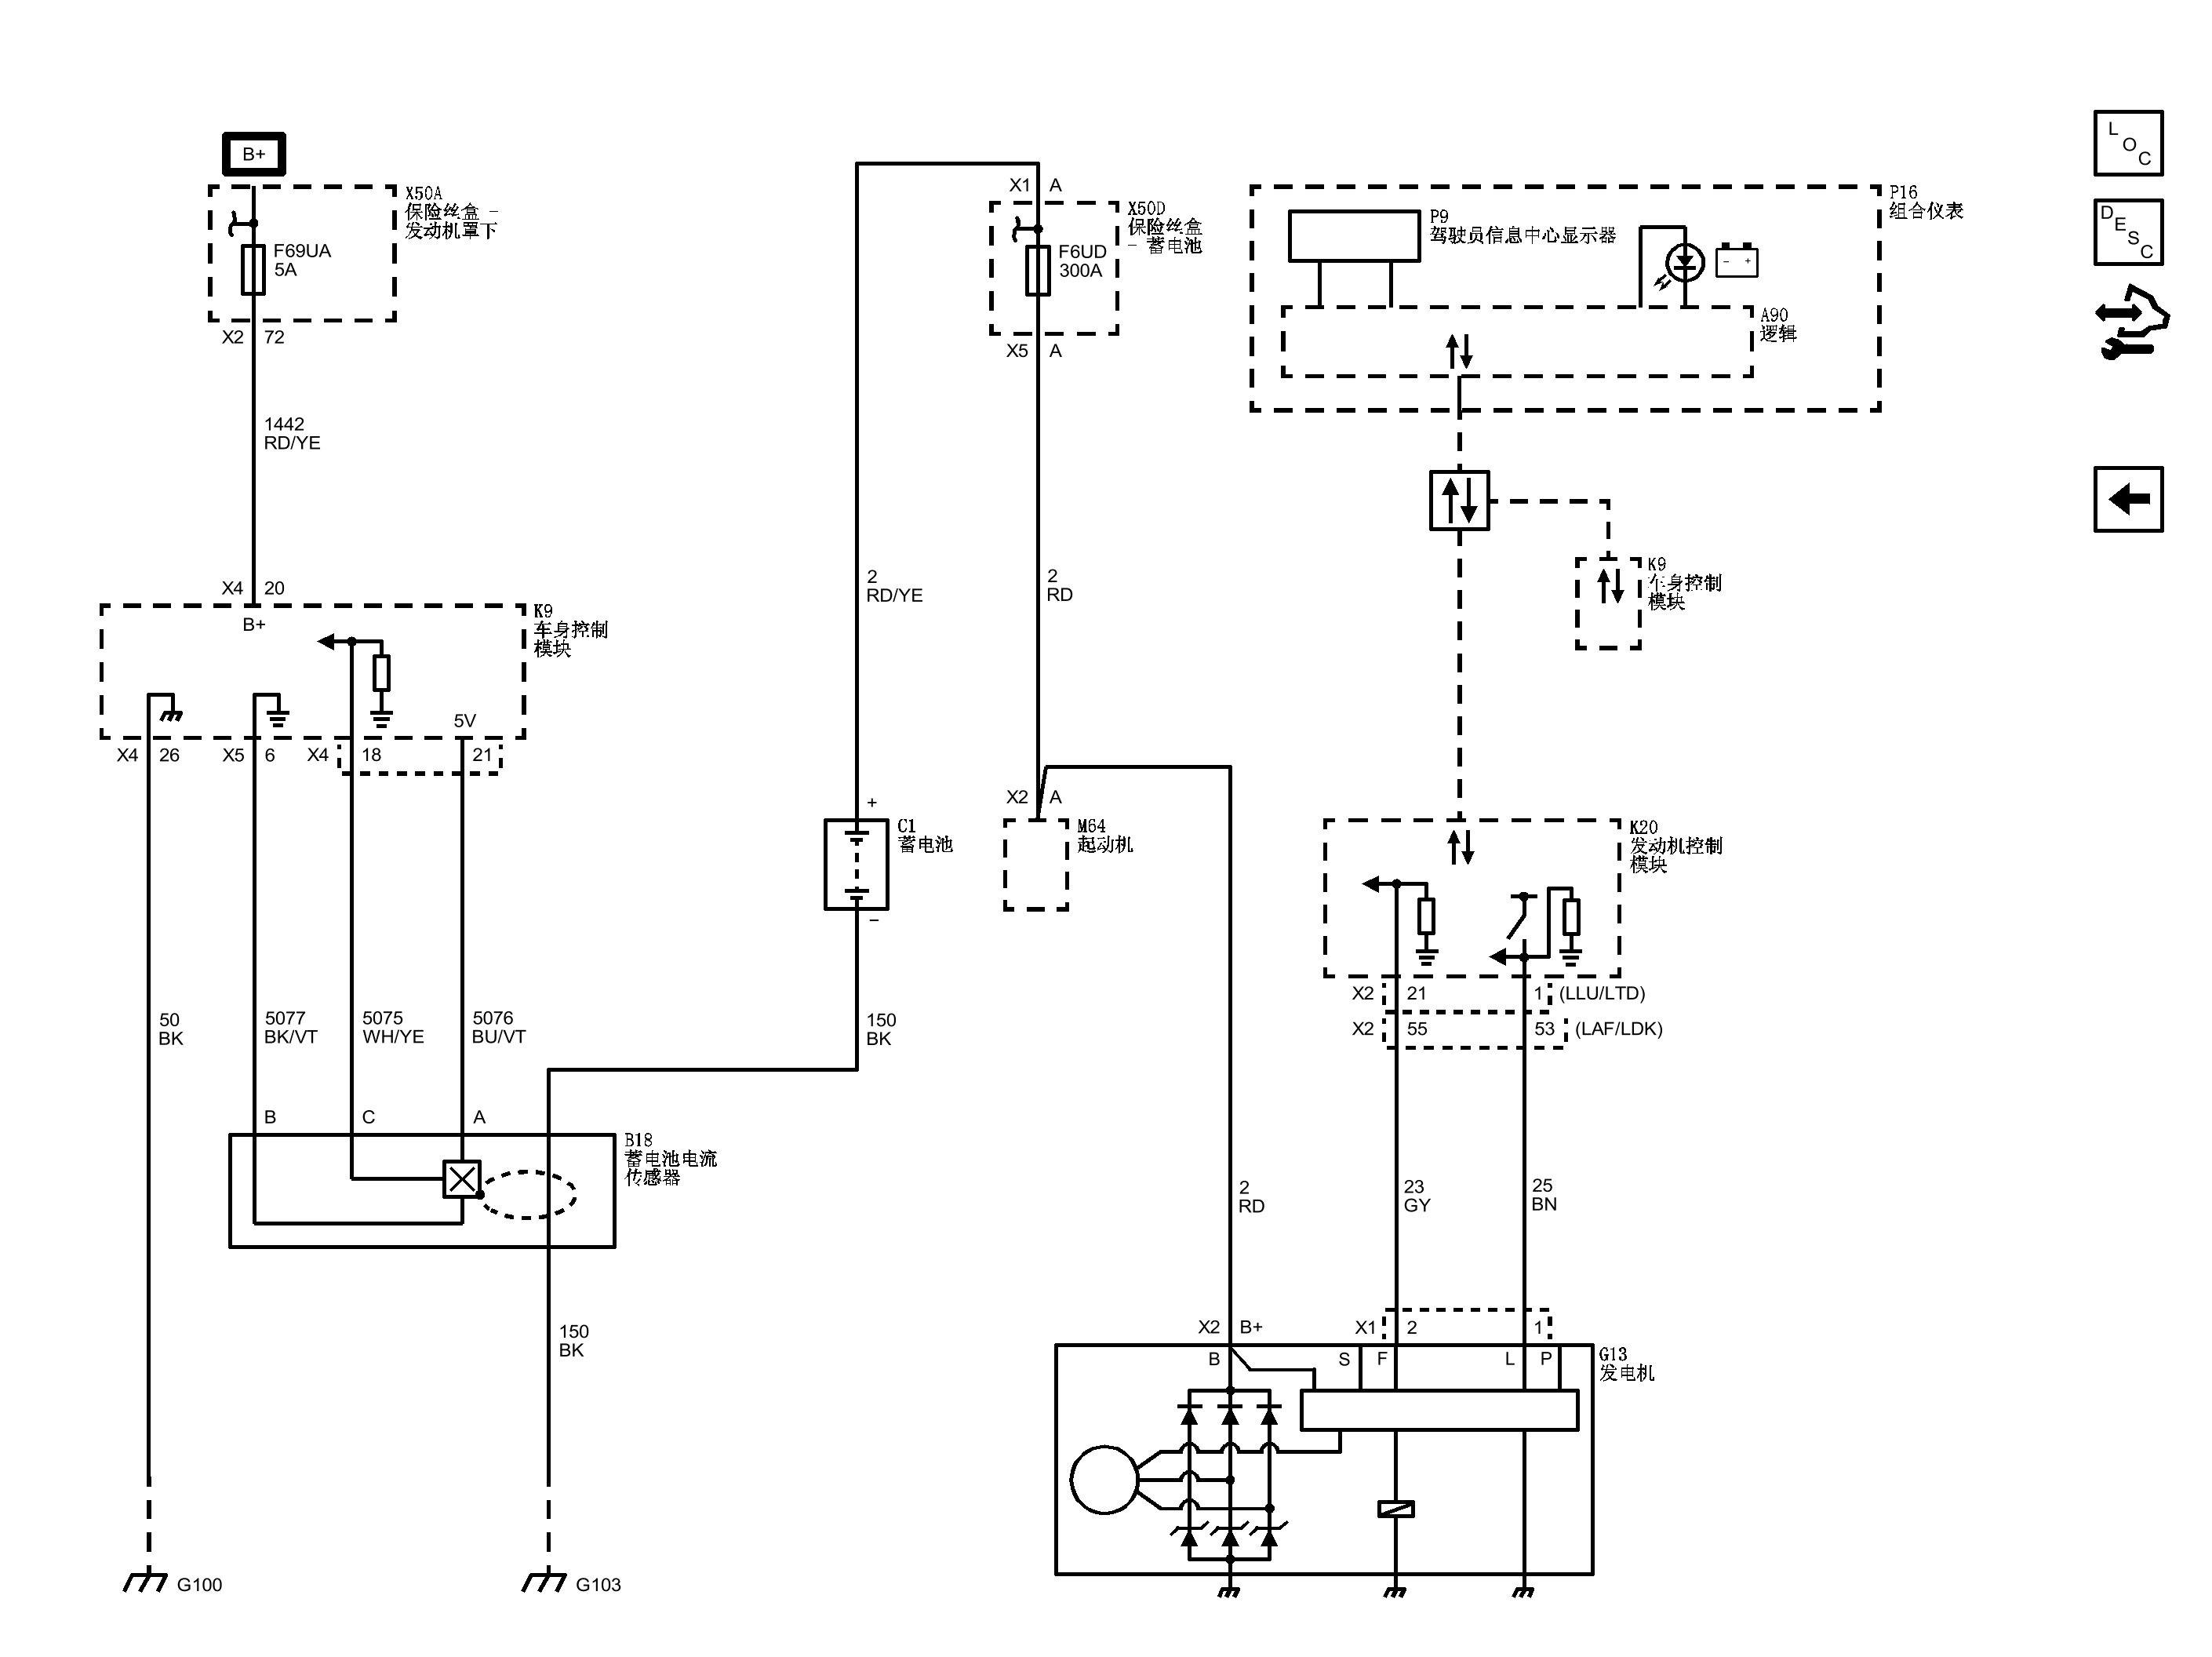 B+
X50A
保险丝盒 -
发动机罩下
F69UA
5A
X2 72
1442
RD/YE
X4 20
B+
K9
车身控制
模块
5V
X4 26
X5 6
X4 18
21
50
BK
5077
BK/VT
5075
WH/YE
5076
BU/VT
B
C
A
B18
蓄电池电流
传感器
150
BK
G100
G103
X1 A
X50D
保险丝盒
- 蓄电池
F6UD
300A
X5 A
2
RD/YE
2
RD
+
C1
蓄电池
-
150
BK
X2 A
M64
起动机
P16
组合仪表
P9
驾驶员信息中心显示器
- +
A90
逻辑
K9
车身控制
模块
K20
发动机控制
模块
X2 21 1 (LLU/LTD)
X2 55 53 (LAF/LDK)
2
RD
23
GY
25
BN
X2 B+
X1 2 1
B S F L P
G13
发电机
LOC
DESC